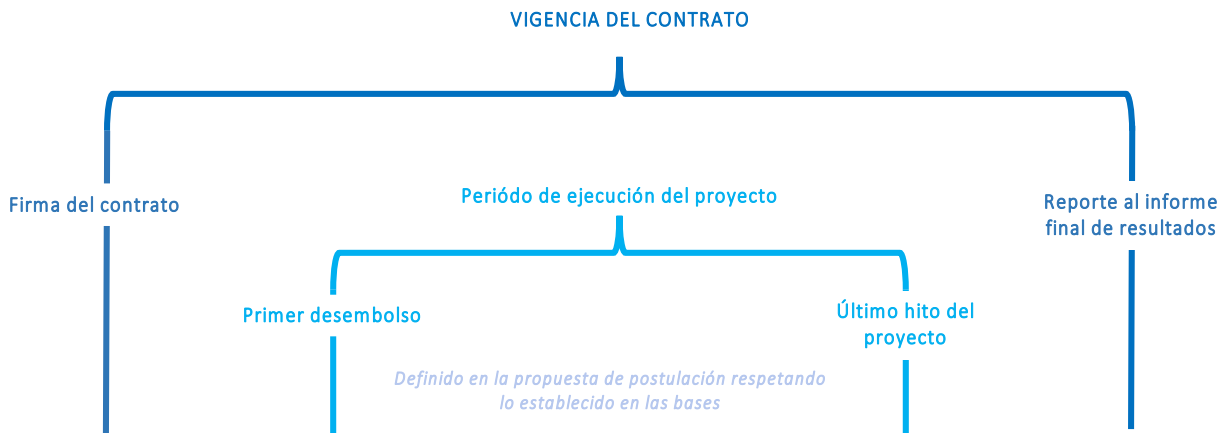 VIGENCIA DEL CONTRATO
Firma del contrato
Periódo de ejecución del proyecto
Reporte al informe
final de resultados
Primer desembolso
Último hito del
proyecto
Definido en la propuesta de postulación respetando
lo establecido en las bases